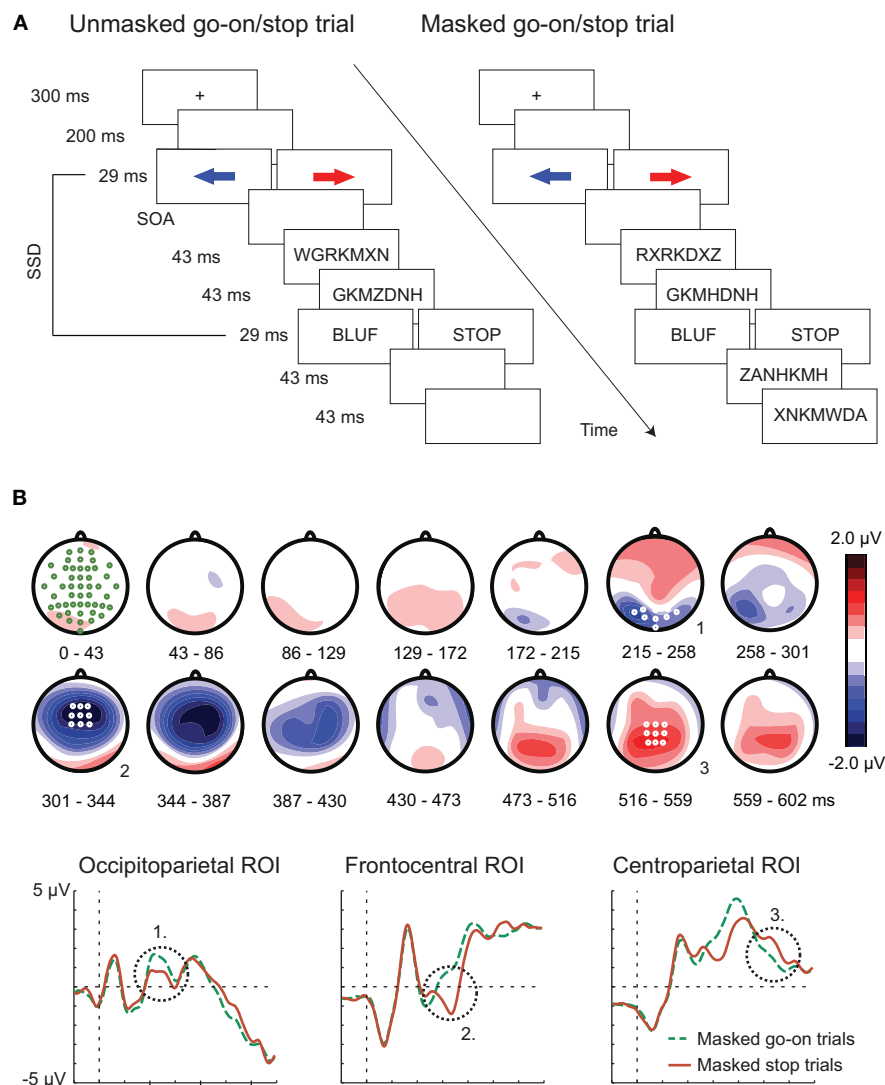 A
Unmasked go-on/stop trial
Masked go-on/stop trial
300 ms
+
+
200 ms
29 ms
SOA
SSD
43 ms
WGRKMXN
RXRKDXZ
43 ms
GKMZDNH
GKMHDNH
29 ms
BLUF
STOP
BLUF
STOP
43 ms
ZANHKMH
43 ms
XNKMWDA
Time
B
2.0 µV
1
0 - 43
43 - 86
86 - 129
129 - 172
172 - 215
215 - 258
258 - 301
2
3
-2.0 µV
301 - 344
344 - 387
387 - 430
430 - 473
473 - 516
516 - 559
559 - 602 ms
Occipitoparietal ROI
Frontocentral ROI
Centroparietal ROI
5 µV
1.
3.
2.
Masked go-on trials
Masked stop trials
-5 µV